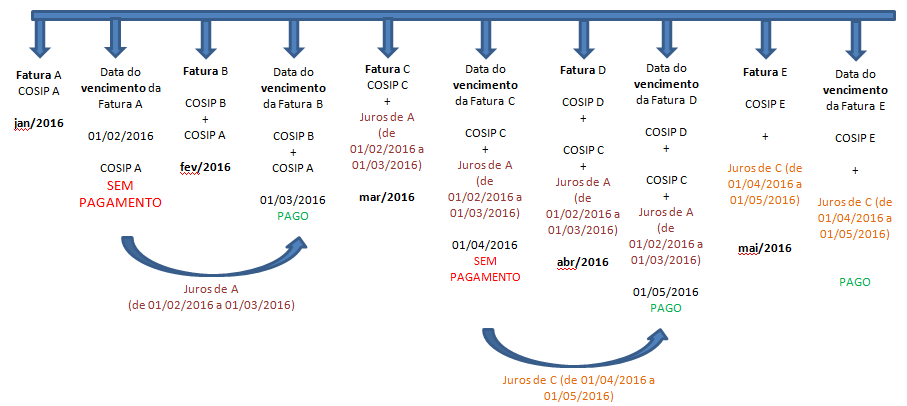 Fatura A
COSIP A
jan/2016
Data do
vencimento da
Fatura A
01/02/2016
COSIP A
SEM
PAGAMENTO
Fatura B
COSIP B
+
COSIP A
fev/2016
Data do
vencimento
da Fatura B
COSIP B
+
COSIP A
01/03/2016
PAGO
Fatura C
COSIP C
+
Juros de A
(de
01/02/2016 a
01/03/2016)
mar/2016
Data do
vencimento
da Fatura C
COSIP C
+
Juros de A
(de
01/02/2016 a
01/03/2016)
01/04/2016
SEM
PAGAMENTO
Fatura D
COSIP D
+
COSIP C
+
Juros de A
(de
01/02/2016 a
01/03/2016)
abr/2016
Data do
vencimento
da Fatura D
COSIP D
+
COSIP C
+
Juros de A
(de
01/02/2016 a
01/03/2016)
01/05/2016
PAGO
Fatura E
COSIP E
+
Juros de C (de
01/04/2016 a
01/05/2016)
mai/2016
Data do
vencimento
da Fatura E
COSIP E
+
Juros de C (de
01/04/2016 a
01/05/2016)
PAGO
Juros de A
(de 01/02/2016 a 01/03/2016)
Juros de C (de 01/04/2016 a
01/05/2016)